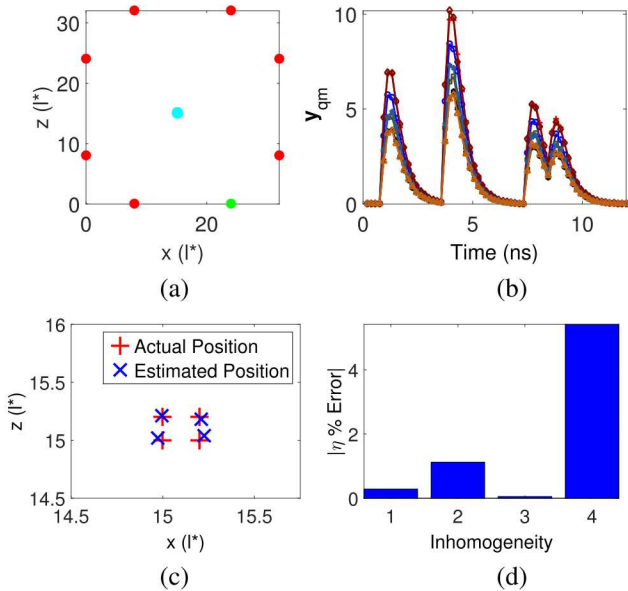 30
20
10
0
z (l*)
0
20
x (l*)
(a)
10
5
0
y_qm
0
5
10
Time (ns)
(b)
16
15.5
15
14.5
z (l*)
Actual Position
Estimated Position
14.5
15
15.5
x (l*)
(c)
4
2
0
|η % Error|
1 2 3 4
Inhomogeneity
(d)